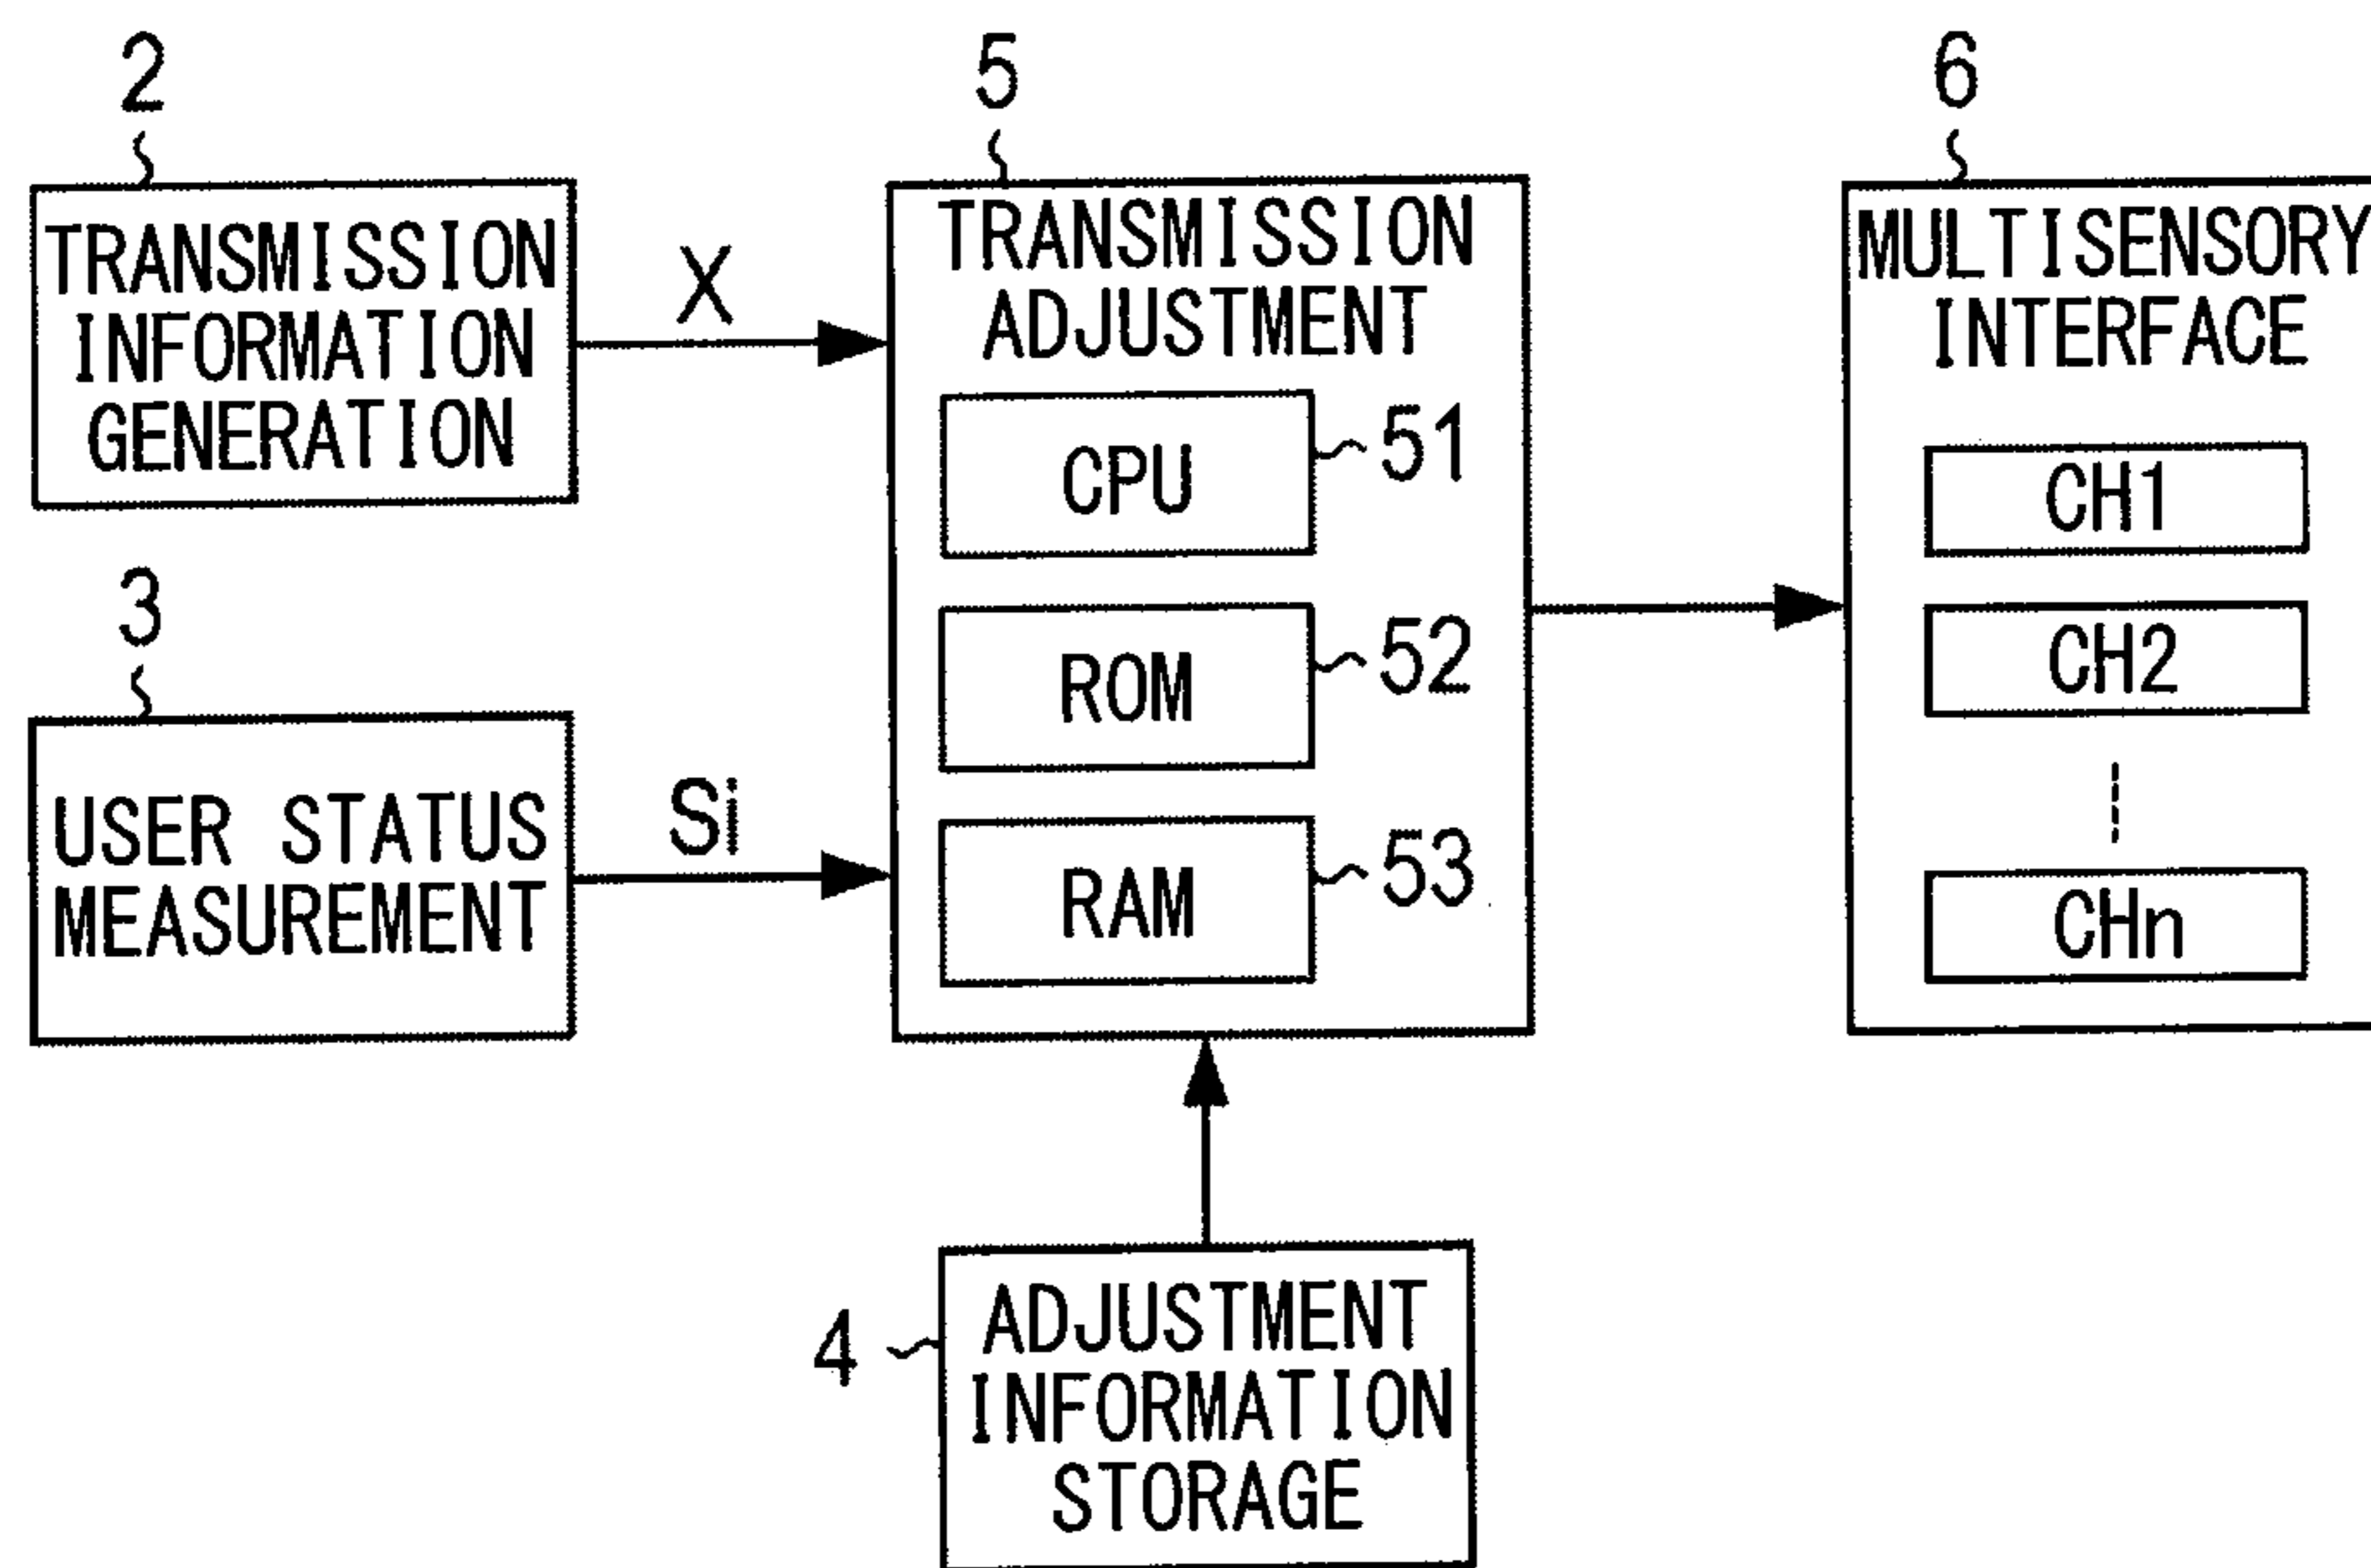 2
TRANSMISSION
INFORMATION
GENERATION
3
USER STATUS
MEASUREMENT
X
Si
5
TRANSMISSION
ADJUSTMENT
CPU
51
ROM
52
RAM
53
4
ADJUSTMENT
INFORMATION
STORAGE
6
MULTISENSORY
INTERFACE
CH1
CH2
CHn